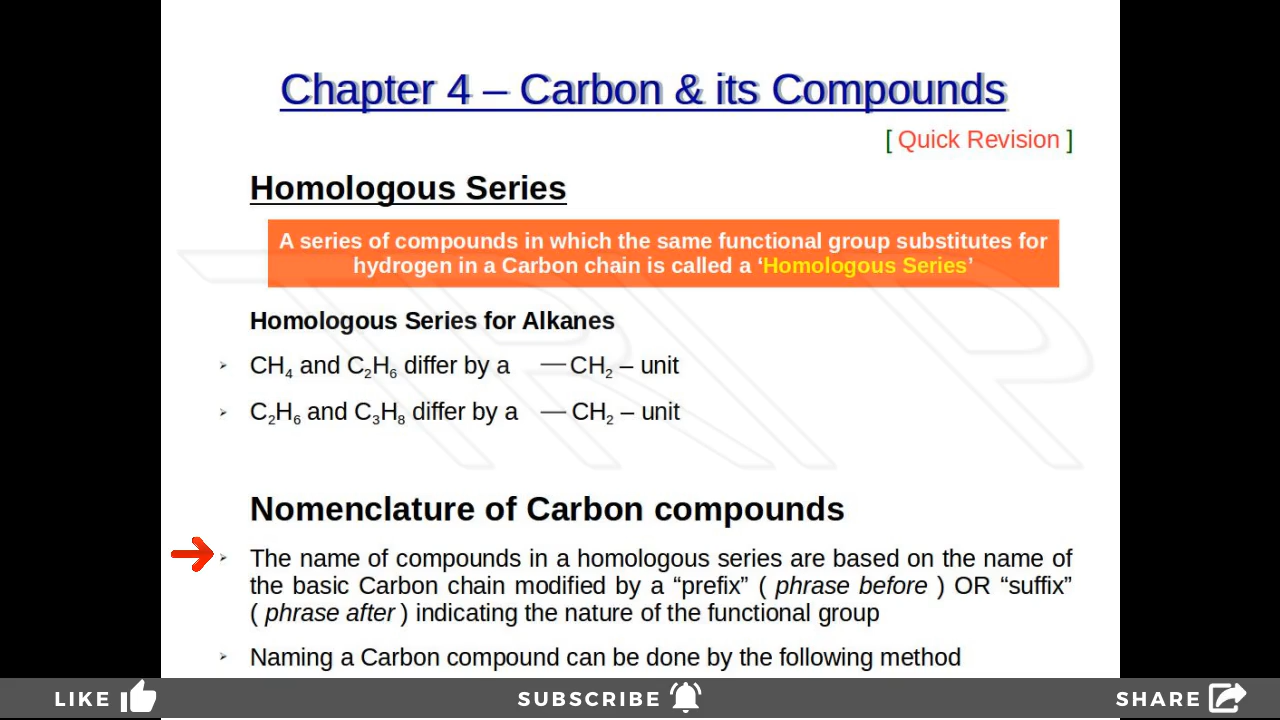 Chapter 4 – Carbon & its Compounds
[ Quick Revision ]
Homologous Series
A series of compounds in which the same functional group substitutes for
hydrogen in a Carbon chain is called a ‘Homologous Series’
Homologous Series for Alkanes
➢ CH₄ and C₂H₆ differ by a — CH₂ – unit
➢ C₂H₆ and C₃H₈ differ by a — CH₂ – unit
Nomenclature of Carbon compounds
➢ The name of compounds in a homologous series are based on the name of
the basic Carbon chain modified by a “prefix” ( phrase before ) OR “suffix”
( phrase after ) indicating the nature of the functional group
➢ Naming a Carbon compound can be done by the following method
LIKE SUBSCRIBE SHARE